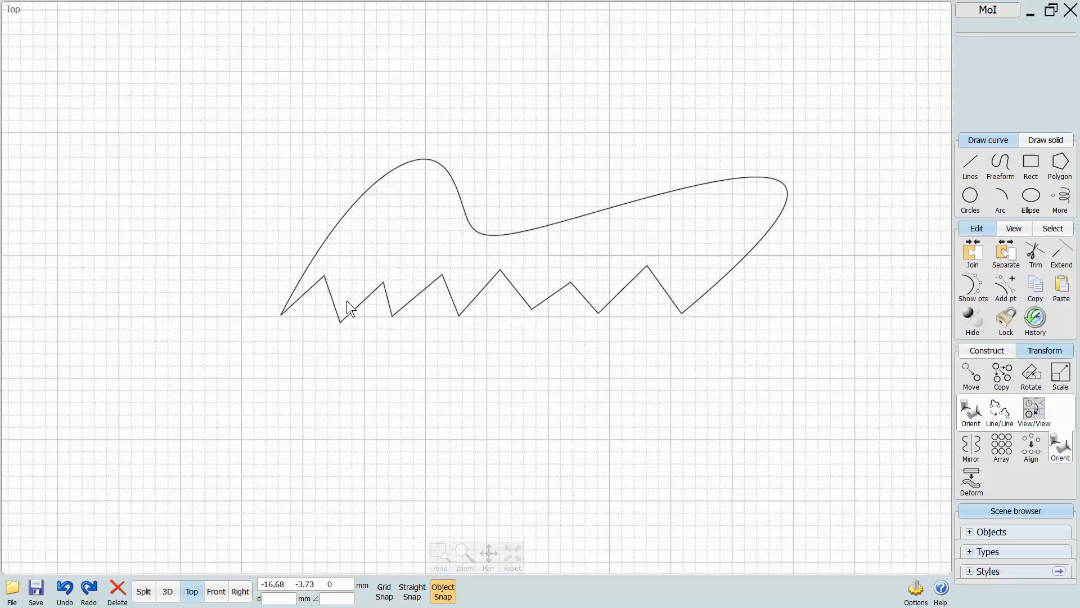 Top
MoI
Draw curve Draw solid
Lines Freeform Rect Polygon
Circles Arc Ellipse More
Edit View Select
Join Separate Trim Extend
Show pts Add pt Copy Paste
Hide Lock History
Construct Transform
Move Copy Rotate Scale
Orient Line/Line View/View
Mirror Array Align Orient
Deform
Scene browser
Objects
Types
Styles
Area Zoom Pan Reset
File Save Undo Redo Delete Split 3D Top Front Right -16.68 -3.73 0 mm
d mm ∠
Grid Snap Straight Snap Object Snap
Options Help